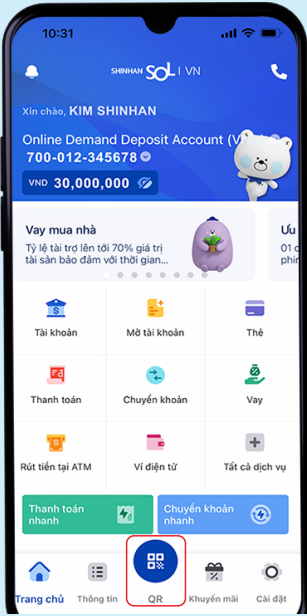 10:31
SHINHAN SOL VN
Xin chào, KIM SHINHAN
Online Demand Deposit Account (V
700-012-345678
VND 30,000,000
Vay mua nhà
Tỷ lệ tài trợ lên tới 70% giá trị
tài sản bảo đảm với thời gian...
Ưu
01 c
phir
Tài khoản
Mở tài khoản
Thẻ
Thanh toán
Chuyển khoản
Vay
Rút tiền tại ATM
Ví điện tử
Tất cả dịch vụ
Thanh toán
nhanh
Chuyển khoản
nhanh
Trang chủ
Thông tin
QR
Khuyến mãi
Cài đặt